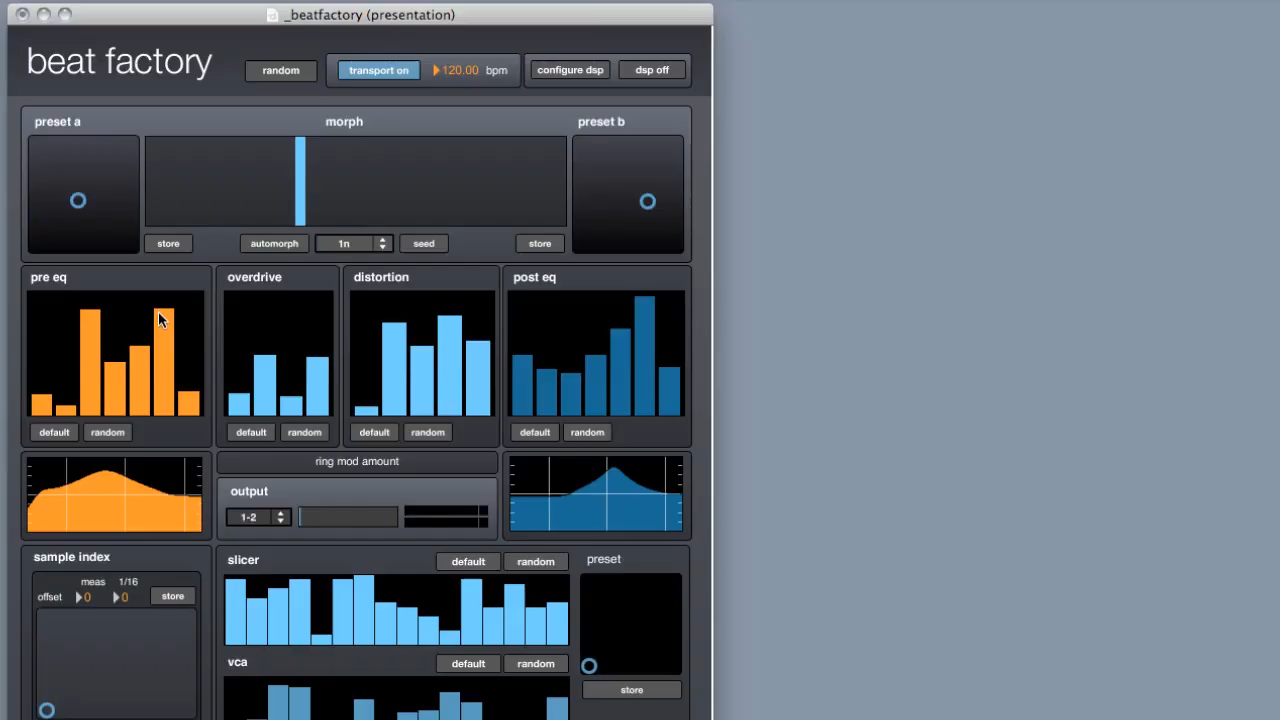 _beatfactory (presentation)
beat factory
random
transport on
120.00 bpm
configure dsp
dsp off
preset a
morph
preset b
store
automorph
1n
seed
store
pre eq
overdrive
distortion
post eq
default
random
default
random
default
random
default
random
ring mod amount
output
1-2
sample index
meas 1/16
offset 0 0
store
slicer
default
random
preset
vca
default
random
store